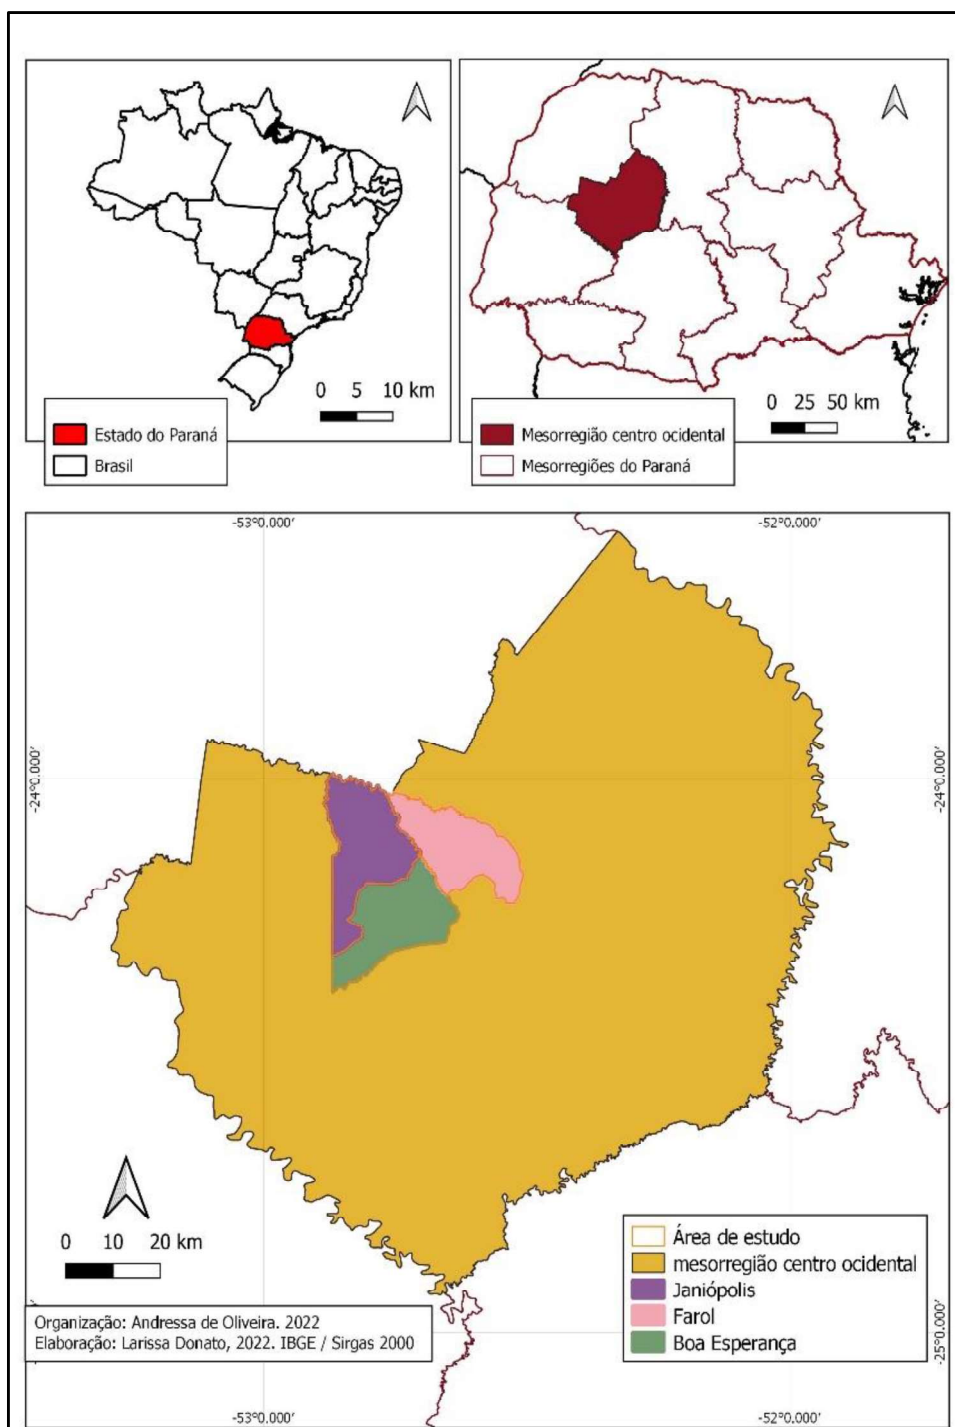 0 5 10 km
Estado do Paraná
Brasil
0 25 50 km
Mesorregião centro ocidental
Mesorregiões do Paraná
-53°0.000’
-52°0.000’
-24°0.000’
-24°0.000’
0 10 20 km
Organização: Andressa de Oliveira. 2022
Elaboração: Larissa Donato, 2022. IBGE / Sirgas 2000
Área de estudo
mesorregião centro ocidental
Janiópolis
Farol
Boa Esperança
-25°0.000’
-53°0.000’
-52°0.000’